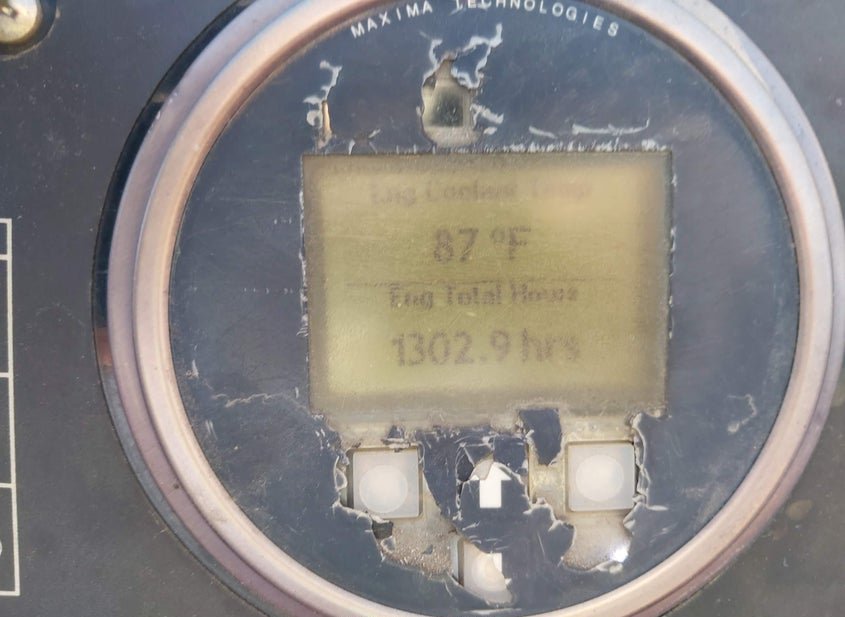 MAXIMA TECHNOLOGIES
Eng Coolant Temp
87 °F
Eng Total Hours
1302.9 hrs